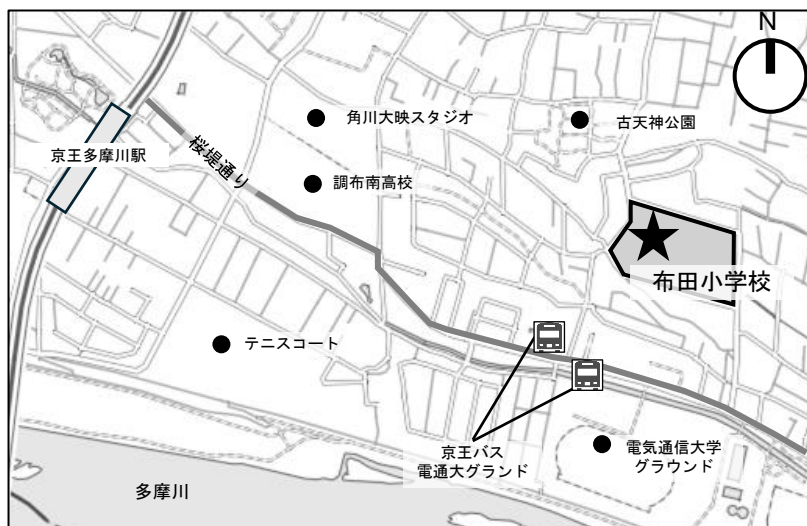 N
角川大映スタジオ
古天神公園
京王多摩川駅
桜堤通り
調布南高校
布田小学校
テニスコート
京王バス
電通大グランド
電気通信大学
グラウンド
多摩川